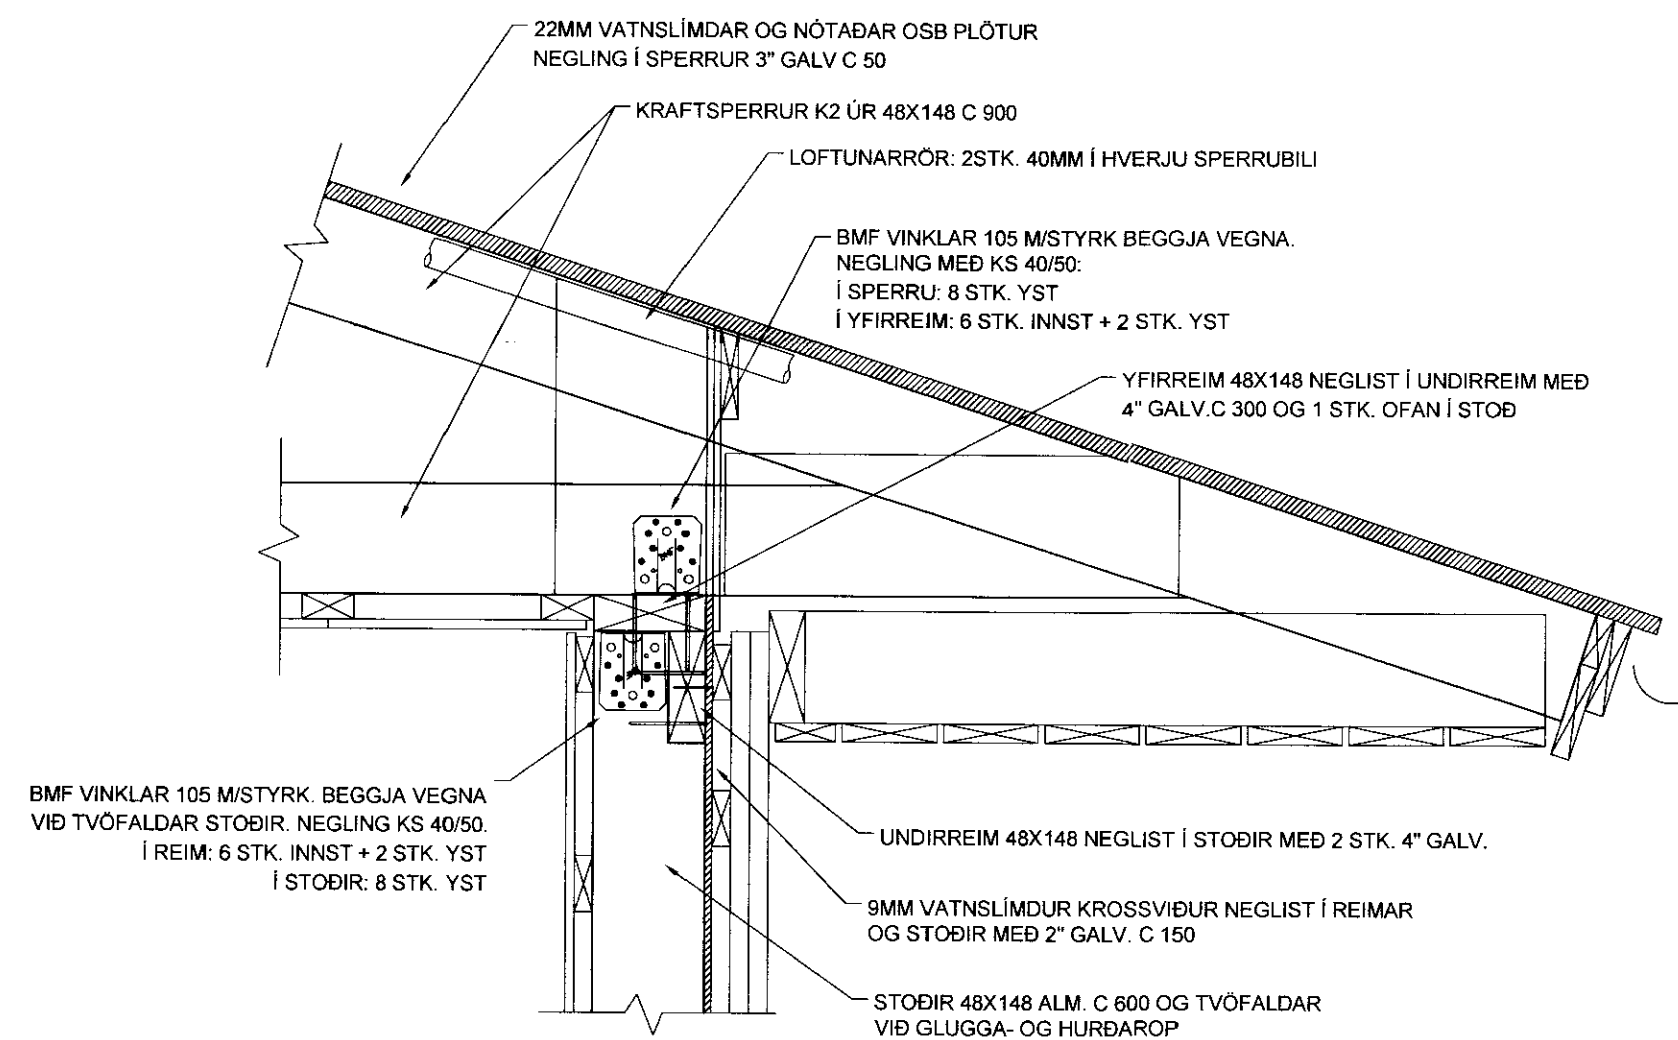 22MM VATNSLÍMDAR OG NÓTAÐAR OSB PLÖTUR
NEGLING Í SPERRUR 3" GALV C 50
KRAFTSPERRUR K2 ÚR 48X148 C 900
LOFTUNARRÖR: 2STK. 40MM Í HVERJU SPERRUBILI
BMF VINKLAR 105 M/STYRK BEGGJA VEGNA.
NEGLING MEÐ KS 40/50:
Í SPERRU: 8 STK. YST
Í YFIRREIM: 6 STK. INNST + 2 STK. YST
YFIRREIM 48X148 NEGLIST Í UNDIRREIM MEÐ
4" GALV.C 300 OG 1 STK. OFAN Í STOÐ
BMF VINKLAR 105 M/STYRK. BEGGJA VEGNA
VIÐ TVÖFALDAR STOÐIR. NEGLING KS 40/50.
Í REIM: 6 STK. INNST + 2 STK. YST
Í STOÐIR: 8 STK. YST
UNDIRREIM 48X148 NEGLIST Í STOÐIR MEÐ 2 STK. 4" GALV.
9MM VATNSLÍMDUR KROSSVIÐUR NEGLIST Í REIMAR
OG STOÐIR MEÐ 2" GALV. C 150
STOÐIR 48X148 ALM. C 600 OG TVÖFALDAR
VIÐ GLUGGA- OG HURÐAROP